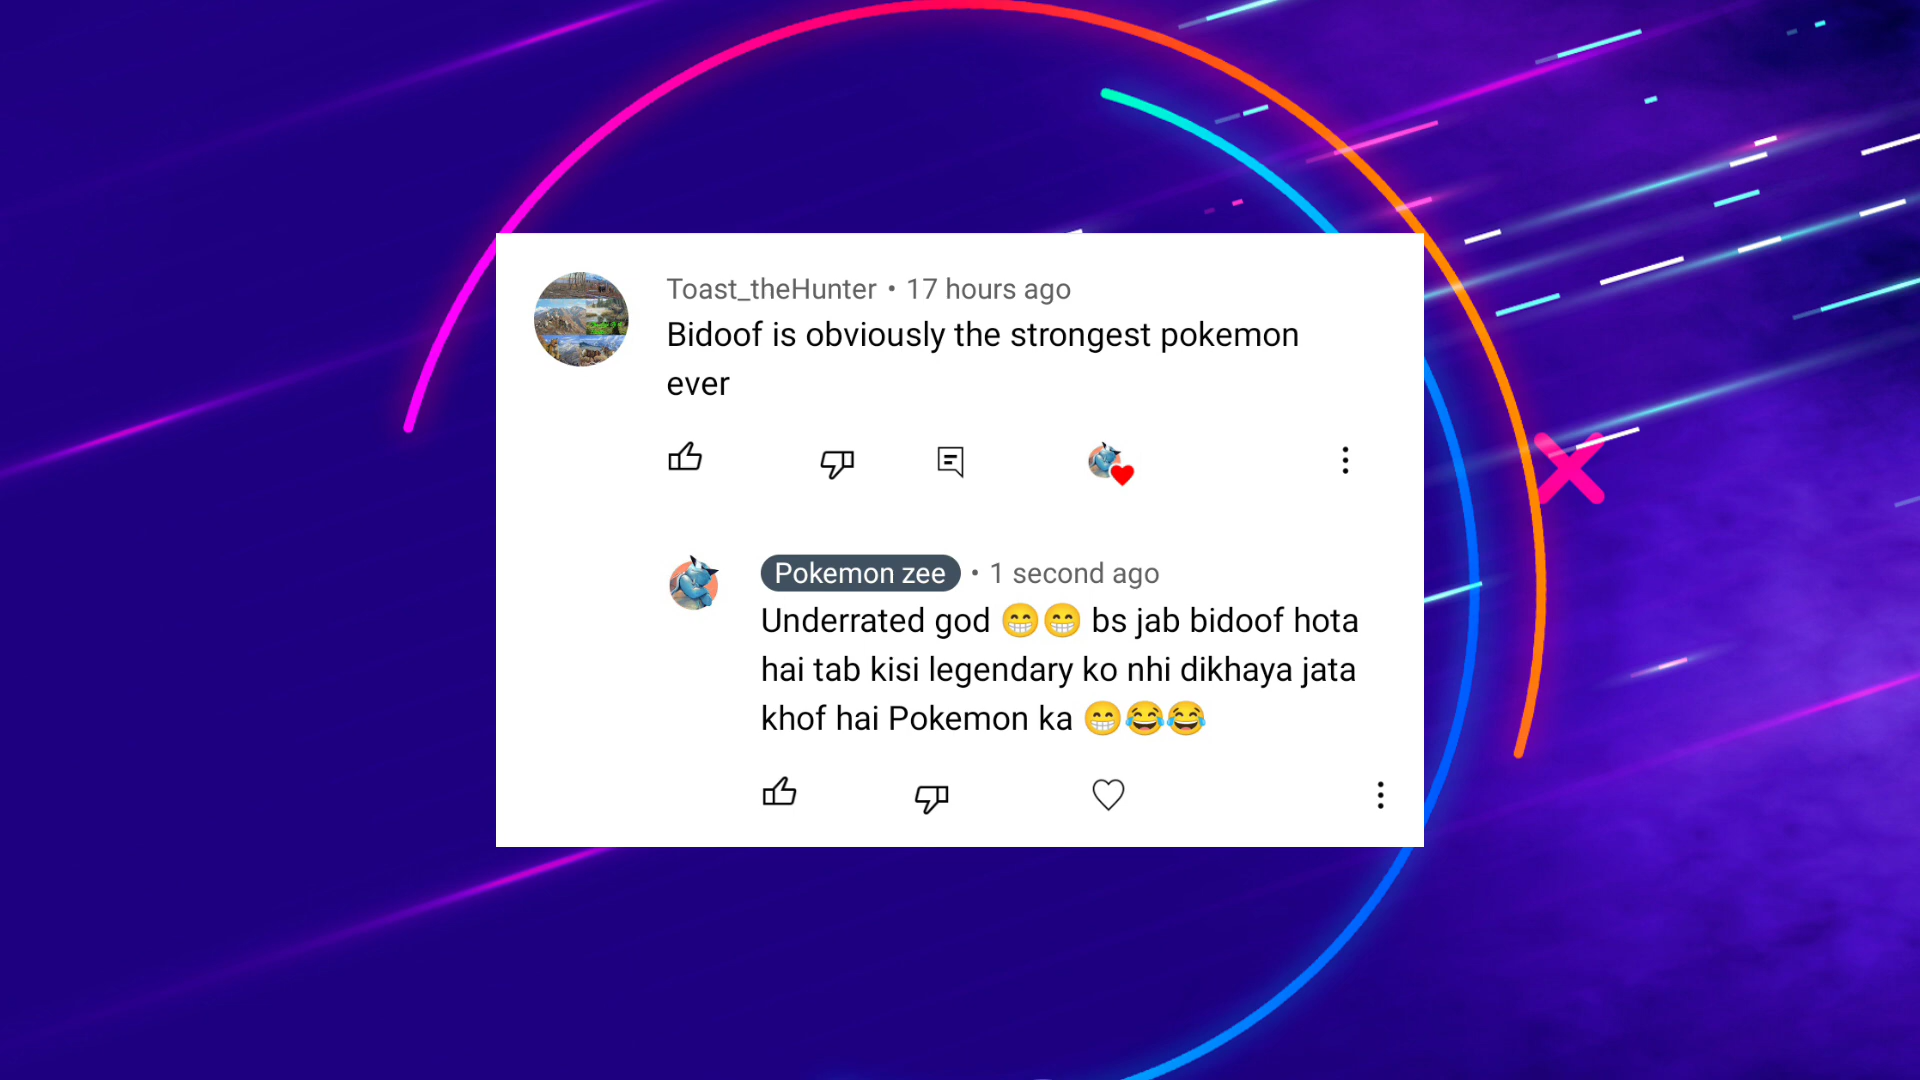 Toast_theHunter • 17 hours ago
Bidoof is obviously the strongest pokemon
ever
Pokemon zee • 1 second ago
Underrated god 😁😁 bs jab bidoof hota
hai tab kisi legendary ko nhi dikhaya jata
khof hai Pokemon ka 😁😂😂